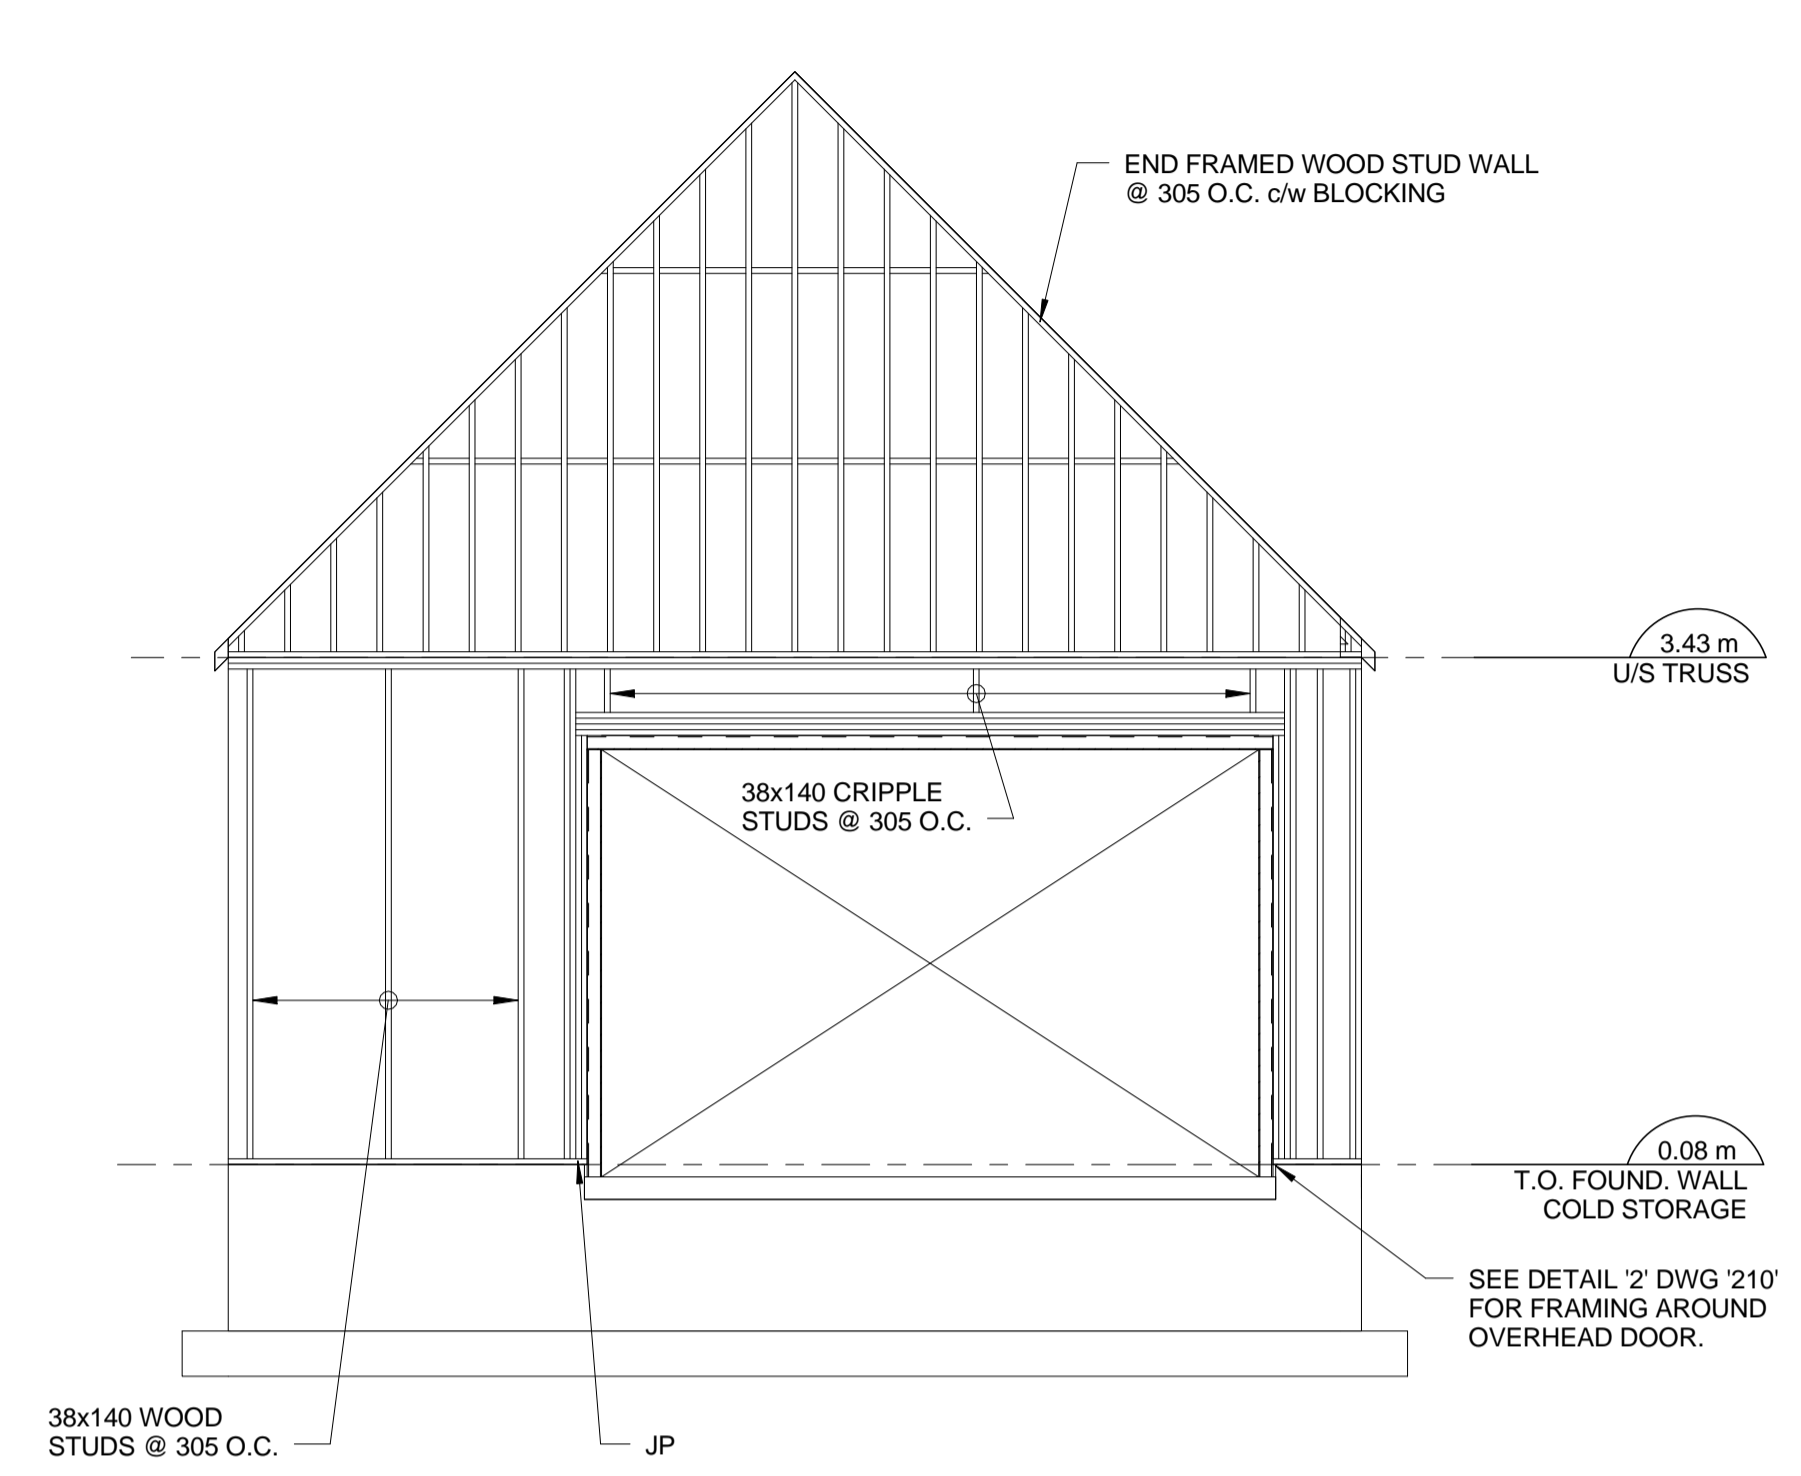 END FRAMED WOOD STUD WALL
@ 305 O.C. c/w BLOCKING
3.43 m
U/S TRUSS
38x140 CRIPPLE
STUDS @ 305 O.C.
0.08 m
T.O. FOUND. WALL
COLD STORAGE
SEE DETAIL '2' DWG '210'
FOR FRAMING AROUND
OVERHEAD DOOR.
38x140 WOOD
STUDS @ 305 O.C.
JP